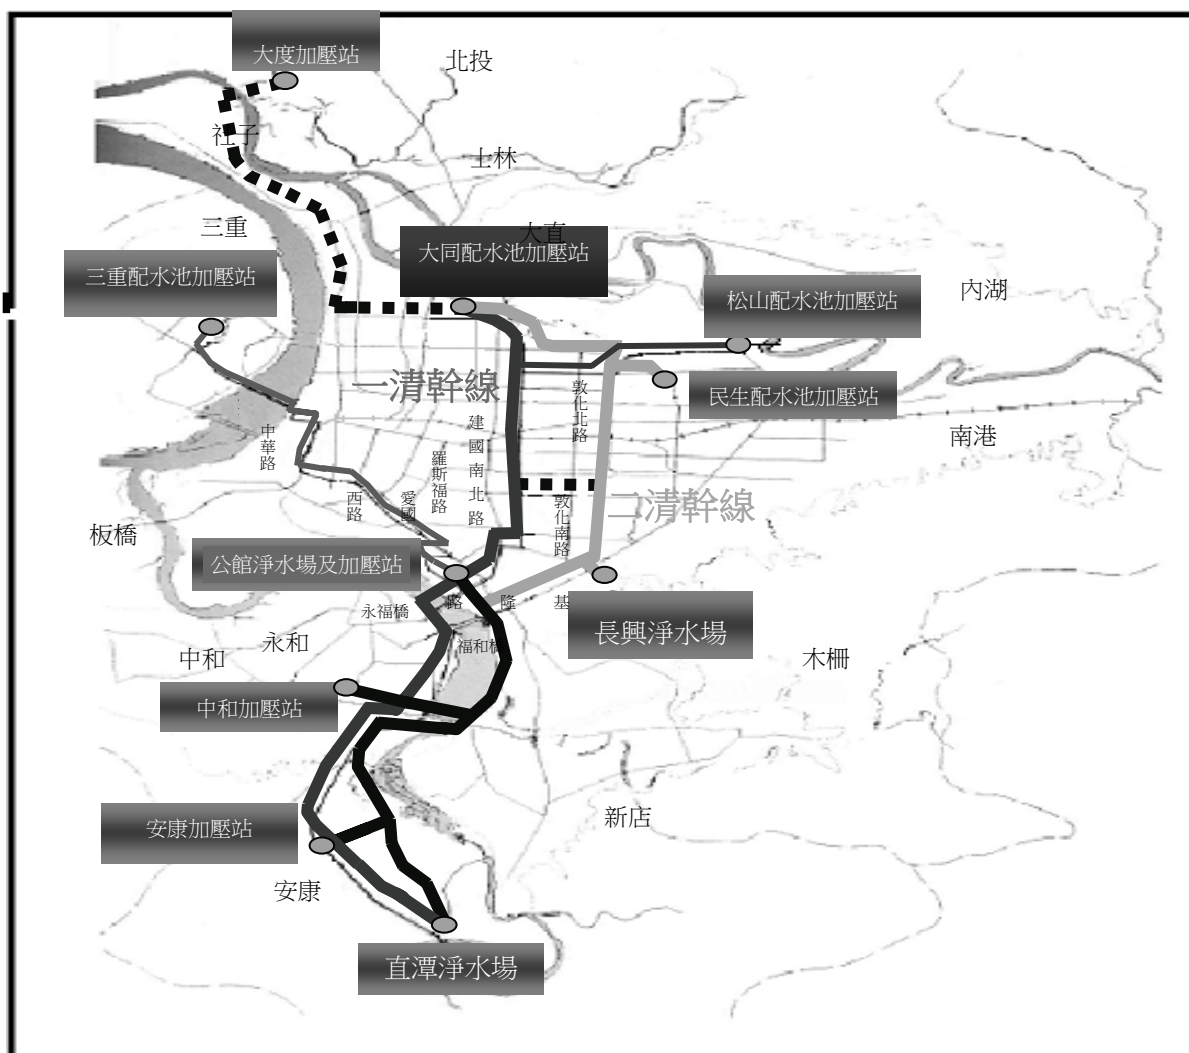 大度加壓站
北投
社子
士林
三重
大直
大同配水池加壓站
三重配水池加壓站
松山配水池加壓站
內湖
一清幹線
敦化北路
民生配水池加壓站
中華路
建國南北路
羅斯福路
南港
西路
愛國
敦化南路
二清幹線
板橋
公館淨水場及加壓站
永福橋
路 隆 基
長興淨水場
永和
中和
福和橋
木柵
中和加壓站
安康加壓站
新店
安康
直潭淨水場